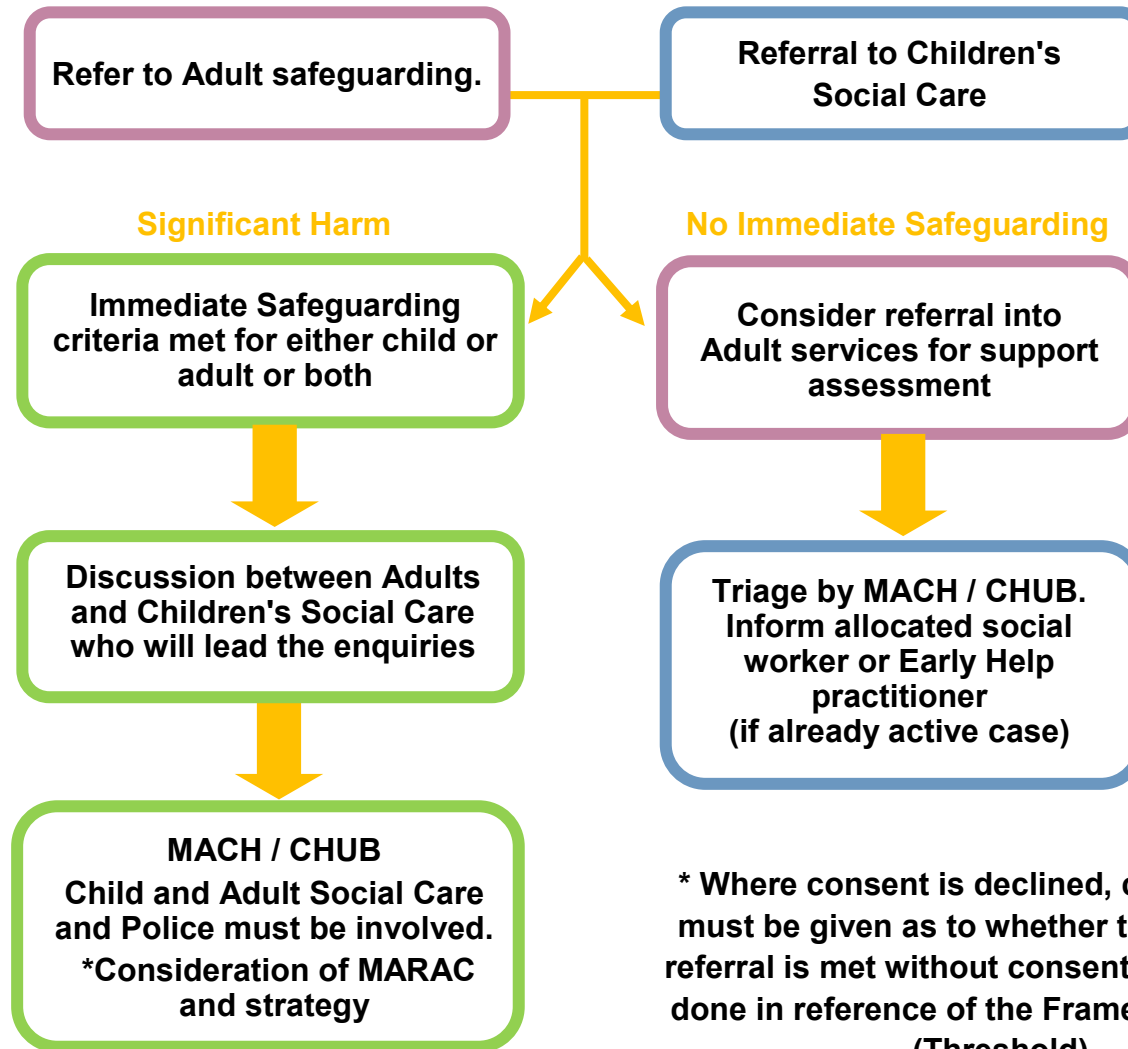 Refer to Adult safeguarding.
Referral to Children's
Social Care
Significant Harm
No Immediate Safeguarding
Immediate Safeguarding
criteria met for either child or
adult or both
Consider referral into
Adult services for support
assessment
Discussion between Adults
and Children's Social Care
who will lead the enquiries
Triage by MACH / CHUB.
Inform allocated social
worker or Early Help
practitioner
(if already active case)
MACH / CHUB
Child and Adult Social Care
and Police must be involved.
*Consideration of MARAC
and strategy
* Where consent is declined,
must be given as to whether
referral is met without consent
done in reference of the
(Threshold)